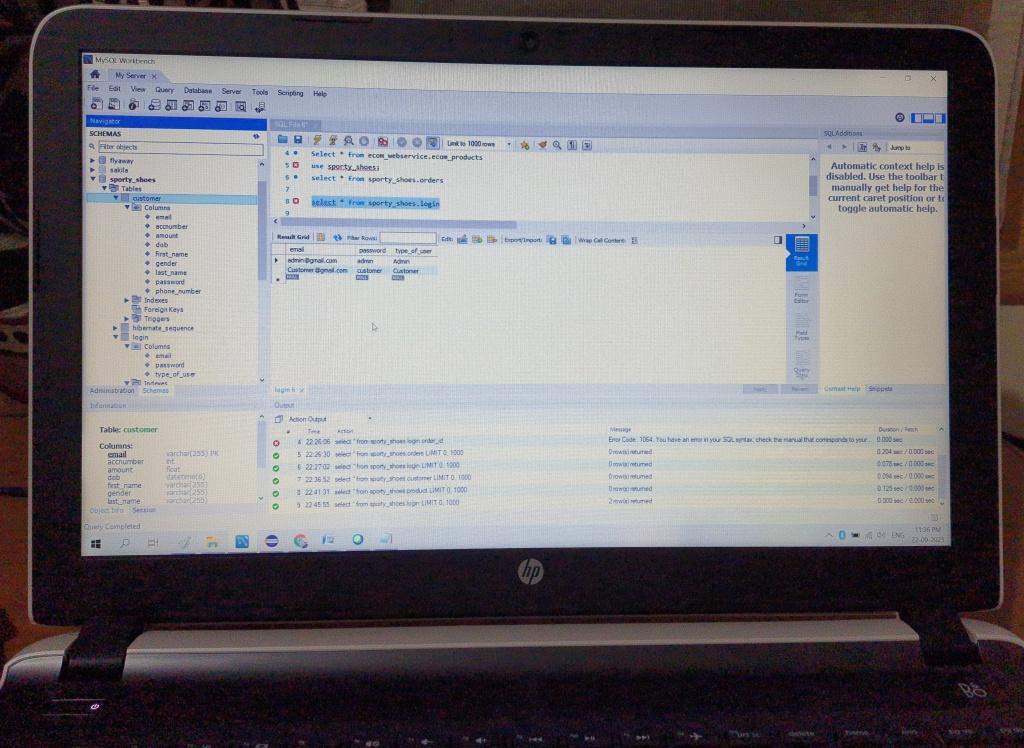 MySQL Workbench
My Server ×
File Edit View Query Database Server Tools Scripting Help
Navigator
SCHEMAS
Filter objects
flyaway
sakila
sporty_shoes
Tables
customer
Columns
email
accnumber
amount
dob
first_name
gender
last_name
password
phone_number
Indexes
Foreign Keys
Triggers
hibernate_sequence
login
Columns
email
password
type_of_user
Indexes
Administration Schemas
Information
Table: customer
Columns:
email varchar(255) PK
accnumber int
amount float
dob datetime(6)
first_name varchar(255)
gender varchar(255)
last_name varchar(255)
Object Info Session
Query Completed
SQL File 6*
Limit to 1000 rows
4 Select * from ecom_webservice.ecom_products
5 use sporty_shoes;
6 select * from sporty_shoes.orders
7
8 select * from sporty_shoes.login
9
Result Grid Filter Rows: Edit: Export/Import: Wrap Cell Content:
email password type_of_user
admin@gmail.com admin Admin
Customer@gmail.com customer Customer
NULL NULL NULL
Result Grid
Form Editor
Field Types
Query Stats
login 6 × Apply Revert
Output
Action Output
Time Action Message Duration / Fetch
4 22:26:06 select * from sporty_shoes.login order_id Error Code: 1064. You have an error in your SQL syntax; check the manual that corresponds to your ... 0.000 sec
5 22:26:30 select * from sporty_shoes.orders LIMIT 0, 1000 0 row(s) returned 0.204 sec / 0.000 sec
6 22:27:02 select * from sporty_shoes.login LIMIT 0, 1000 0 row(s) returned 0.078 sec / 0.000 sec
7 22:36:52 select * from sporty_shoes.customer LIMIT 0, 1000 0 row(s) returned 0.094 sec / 0.000 sec
8 22:41:31 select * from sporty_shoes.product LIMIT 0, 1000 0 row(s) returned 0.125 sec / 0.000 sec
9 22:45:55 select * from sporty_shoes.login LIMIT 0, 1000 2 row(s) returned 0.000 sec / 0.000 sec
SQLAdditions
Jump to
Automatic context help is
disabled. Use the toolbar t
manually get help for the
current caret position or to
toggle automatic help.
Context Help Snippets
ENG
11:36 PM
22-09-2021
hp
B&O